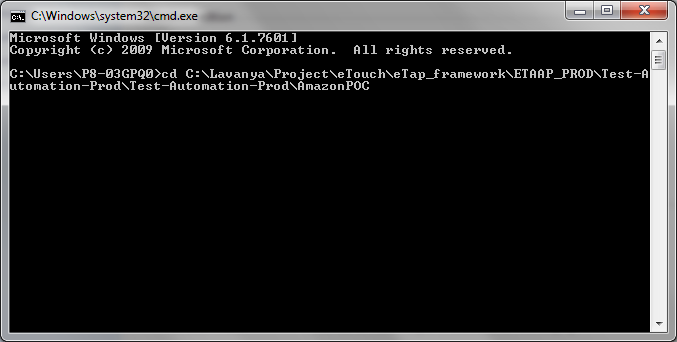 C:\Windows\system32\cmd.exe
Microsoft Windows [Version 6.1.7601]
Copyright (c) 2009 Microsoft Corporation.  All rights reserved.
C:\Users\P8-03GPQ0>cd C:\Lavanya\Project\eTouch\eTap_framework\ETAAP_PROD\Test-A
utomation-Prod\Test-Automation-Prod\AmazonPOC